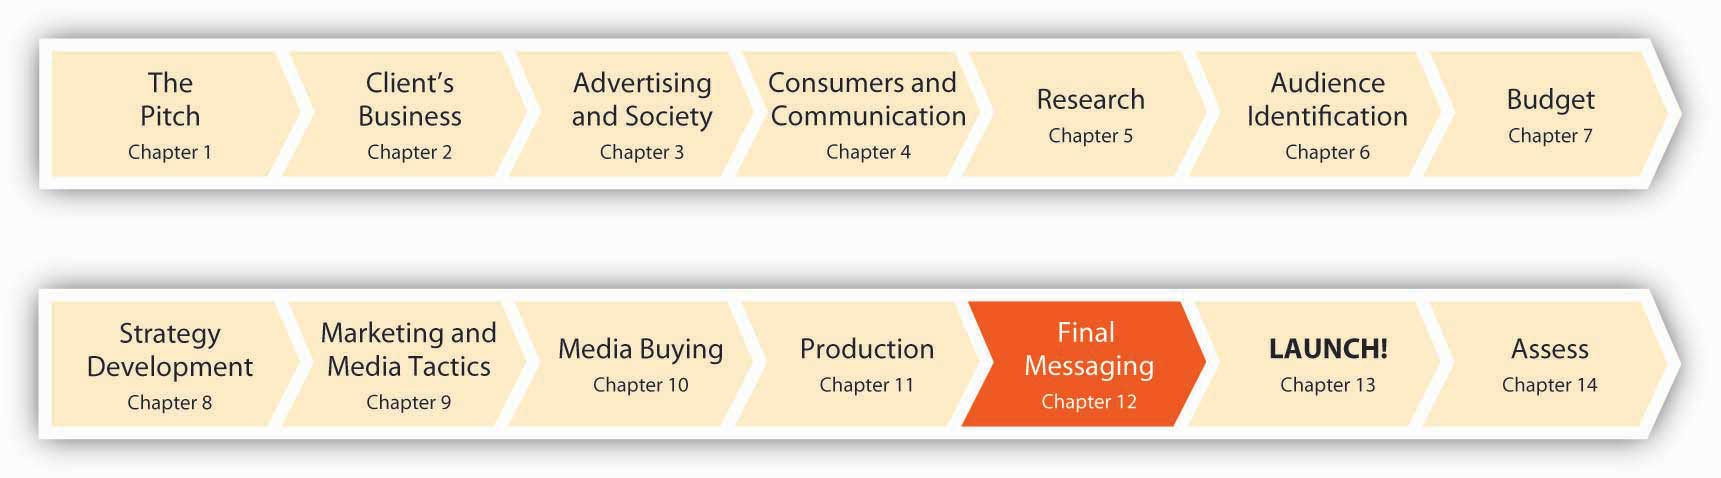 The
Pitch
Chapter 1
Client’s
Business
Chapter 2
Advertising
and Society
Chapter 3
Consumers and
Communication
Chapter 4
Research
Chapter 5
Audience
Identification
Chapter 6
Budget
Chapter 7
Strategy
Development
Chapter 8
Marketing and
Media Tactics
Chapter 9
Media Buying
Chapter 10
Production
Chapter 11
Final
Messaging
Chapter 12
LAUNCH!
Chapter 13
Assess
Chapter 14